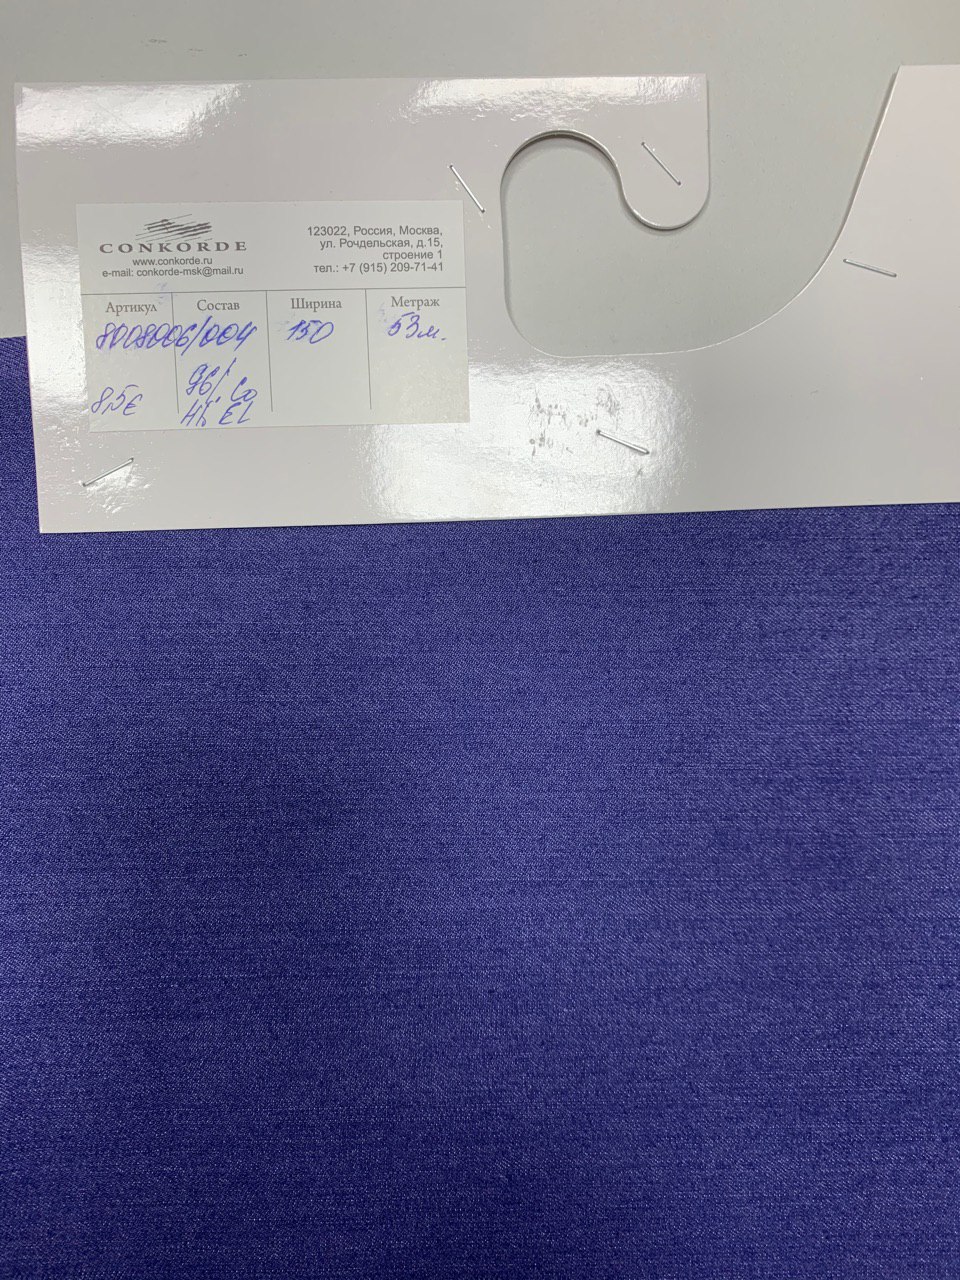 CONKORDE
www.conkorde.ru
e-mail: conkorde-msk@mail.ru
123022, Россия, Москва,
ул. Рочдельская, д.15,
строение 1
тел.: +7 (915) 209-71-41
Артикул Состав Ширина Метраж
8008006/004 150 53м.
8,5€ 96% Co
4% EL